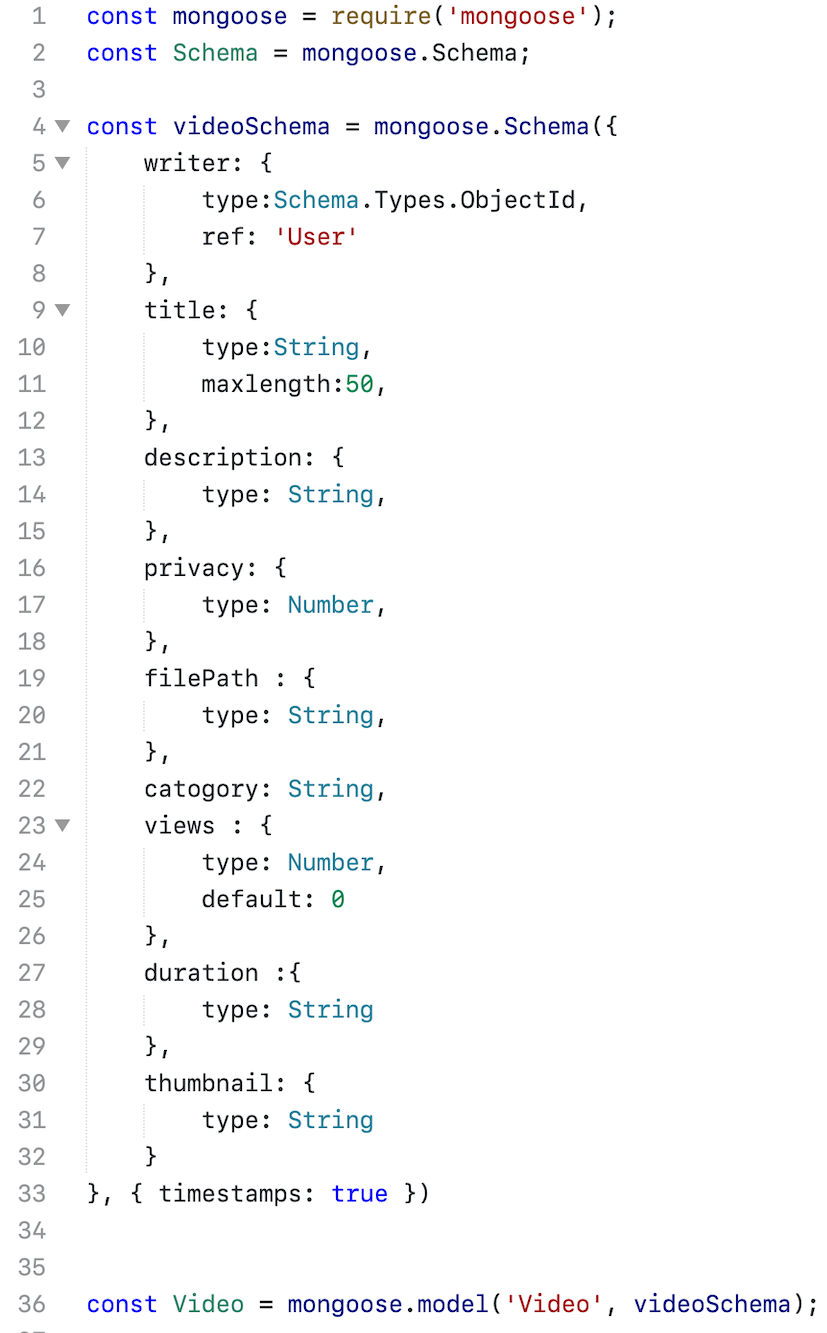 1 const mongoose = require('mongoose');
2 const Schema = mongoose.Schema;
3
4 const videoSchema = mongoose.Schema({
5     writer: {
6         type:Schema.Types.ObjectId,
7         ref: 'User'
8     },
9     title: {
10         type:String,
11         maxlength:50,
12     },
13     description: {
14         type: String,
15     },
16     privacy: {
17         type: Number,
18     },
19     filePath : {
20         type: String,
21     },
22     catogory: String,
23     views : {
24         type: Number,
25         default: 0
26     },
27     duration :{
28         type: String
29     },
30     thumbnail: {
31         type: String
32     }
33 }, { timestamps: true })
34
35
36 const Video = mongoose.model('Video', videoSchema);